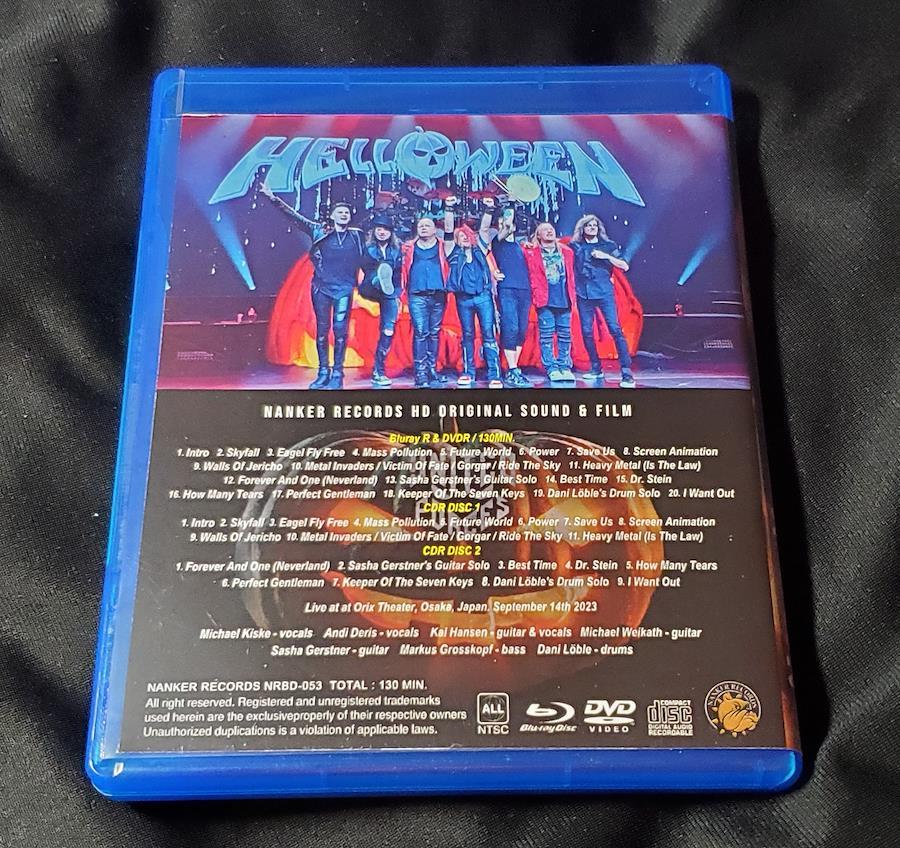 HELLOWEEN
NANKER RECORDS HD ORIGINAL SOUND & FILM
UNITED
FORCES
Bluray R & DVDR / 130MIN.
1. Intro 2. Skyfall 3. Eagel Fly Free 4. Mass Pollution 5. Future World 6. Power 7. Save Us 8. Screen Animation
9. Walls Of Jericho 10. Metal Invaders / Victim Of Fate / Gorgar / Ride The Sky 11. Heavy Metal (Is The Law)
12. Forever And One (Neverland) 13. Sasha Gerstner's Guitar Solo 14. Best Time 15. Dr. Stein
16. How Many Tears 17. Perfect Gentleman 18. Keeper Of The Seven Keys 19. Dani Löble's Drum Solo 20. I Want Out
CDR DISC 1
1. Intro 2. Skyfall 3. Eagel Fly Free 4. Mass Pollution 5. Future World 6. Power 7. Save Us 8. Screen Animation
9. Walls Of Jericho 10. Metal Invaders / Victim Of Fate / Gorgar / Ride The Sky 11. Heavy Metal (Is The Law)
CDR DISC 2
1. Forever And One (Neverland) 2. Sasha Gerstner's Guitar Solo 3. Best Time 4. Dr. Stein 5. How Many Tears
6. Perfect Gentleman 7. Keeper Of The Seven Keys 8. Dani Löble's Drum Solo 9. I Want Out
Live at at Orix Theater, Osaka, Japan. September 14th 2023
Michael Kiske - vocals Andi Deris - vocals Kai Hansen - guitar & vocals Michael Weikath - guitar
Sasha Gerstner - guitar Markus Grosskopf - bass Dani Löble - drums
NANKER RECORDS NRBD-053 TOTAL : 130 MIN.
All right reserved. Registered and unregistered trademarks
used herein are the exclusiveproperty of their respective owners
Unauthorized duplications is a violation of applicable laws.
ALL
NTSC
Blu-ray Disc
DVD
VIDEO
COMPACT
disc
DIGITAL AUDIO
RECORDABLE
NANKER RECORDS